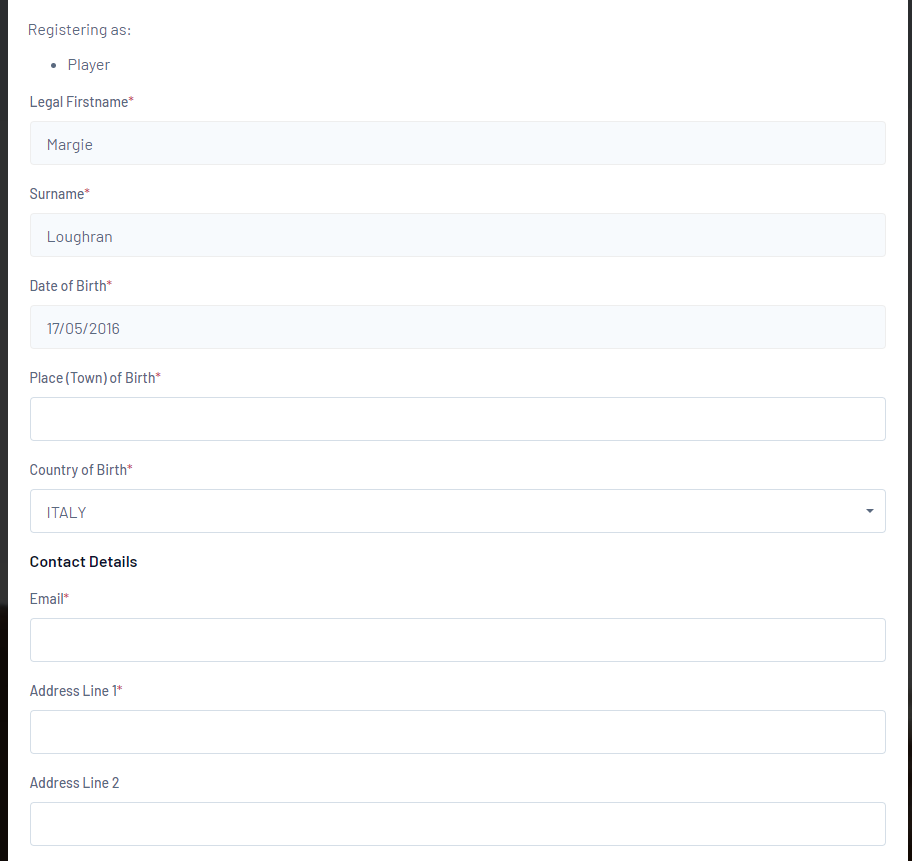 Registering as:
• Player
Legal Firstname*
Margie
Surname*
Loughran
Date of Birth*
17/05/2016
Place (Town) of Birth*
Country of Birth*
ITALY
Contact Details
Email*
Address Line 1*
Address Line 2